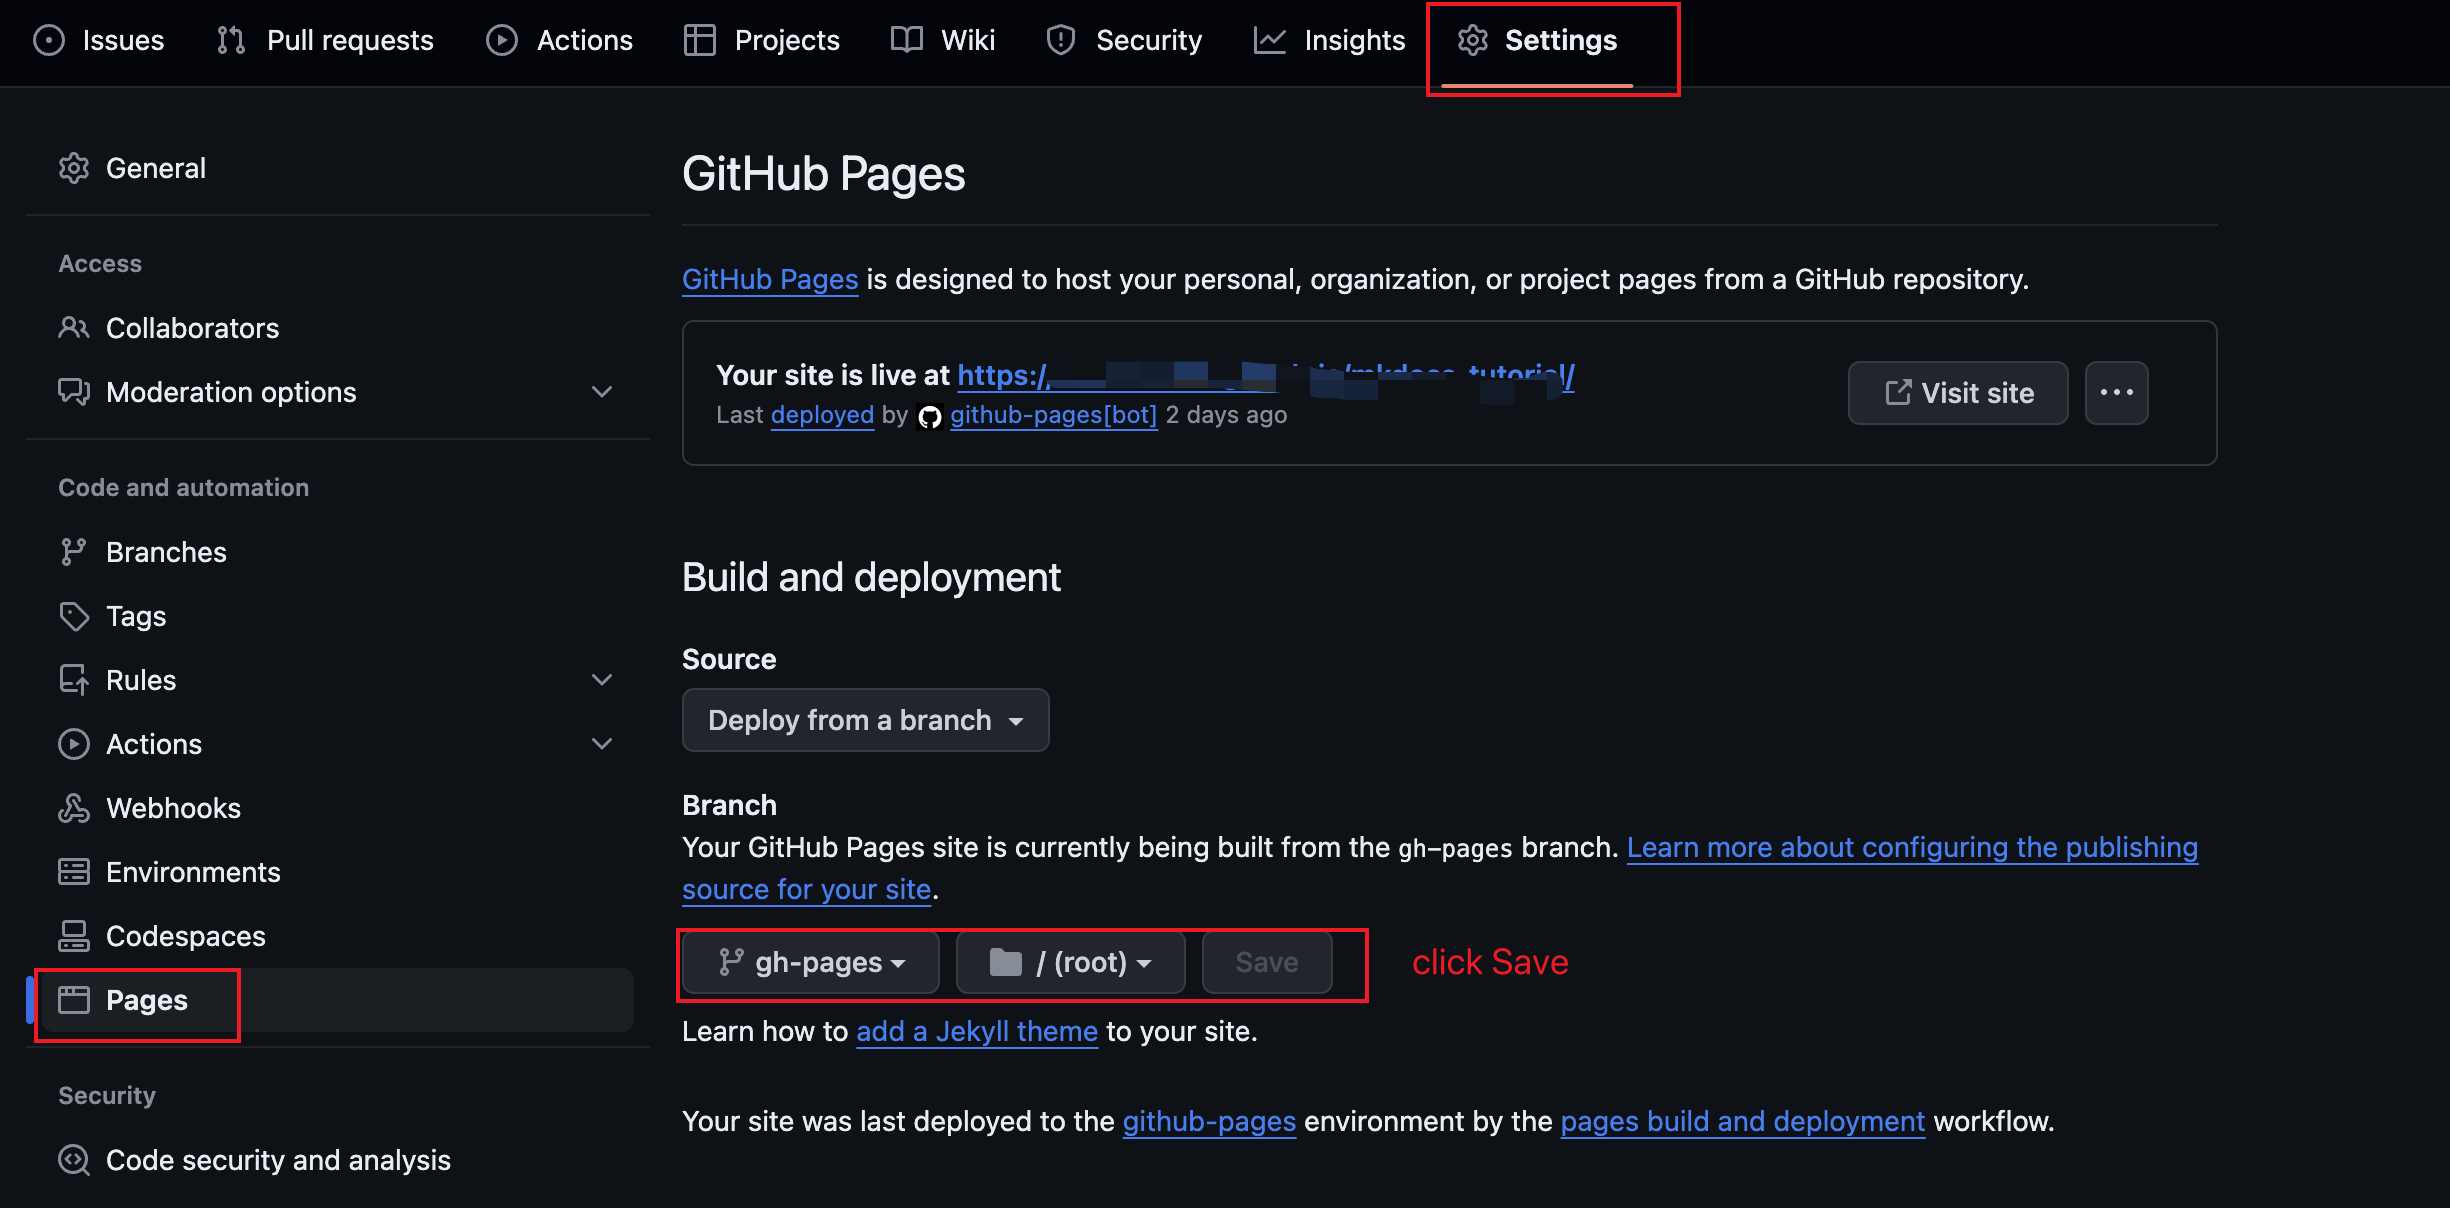 Issues Pull requests Actions Projects Wiki Security Insights Settings
General
Access
Collaborators
Moderation options
Code and automation
Branches
Tags
Rules
Actions
Webhooks
Environments
Codespaces
Pages
Security
Code security and analysis
GitHub Pages
GitHub Pages is designed to host your personal, organization, or project pages from a GitHub repository.
Your site is live at https:/
Last deployed by github-pages[bot] 2 days ago
Visit site
Build and deployment
Source
Deploy from a branch
Branch
Your GitHub Pages site is currently being built from the gh-pages branch. Learn more about configuring the publishing
source for your site.
gh-pages / (root) Save click Save
Learn how to add a Jekyll theme to your site.
Your site was last deployed to the github-pages environment by the pages build and deployment workflow.